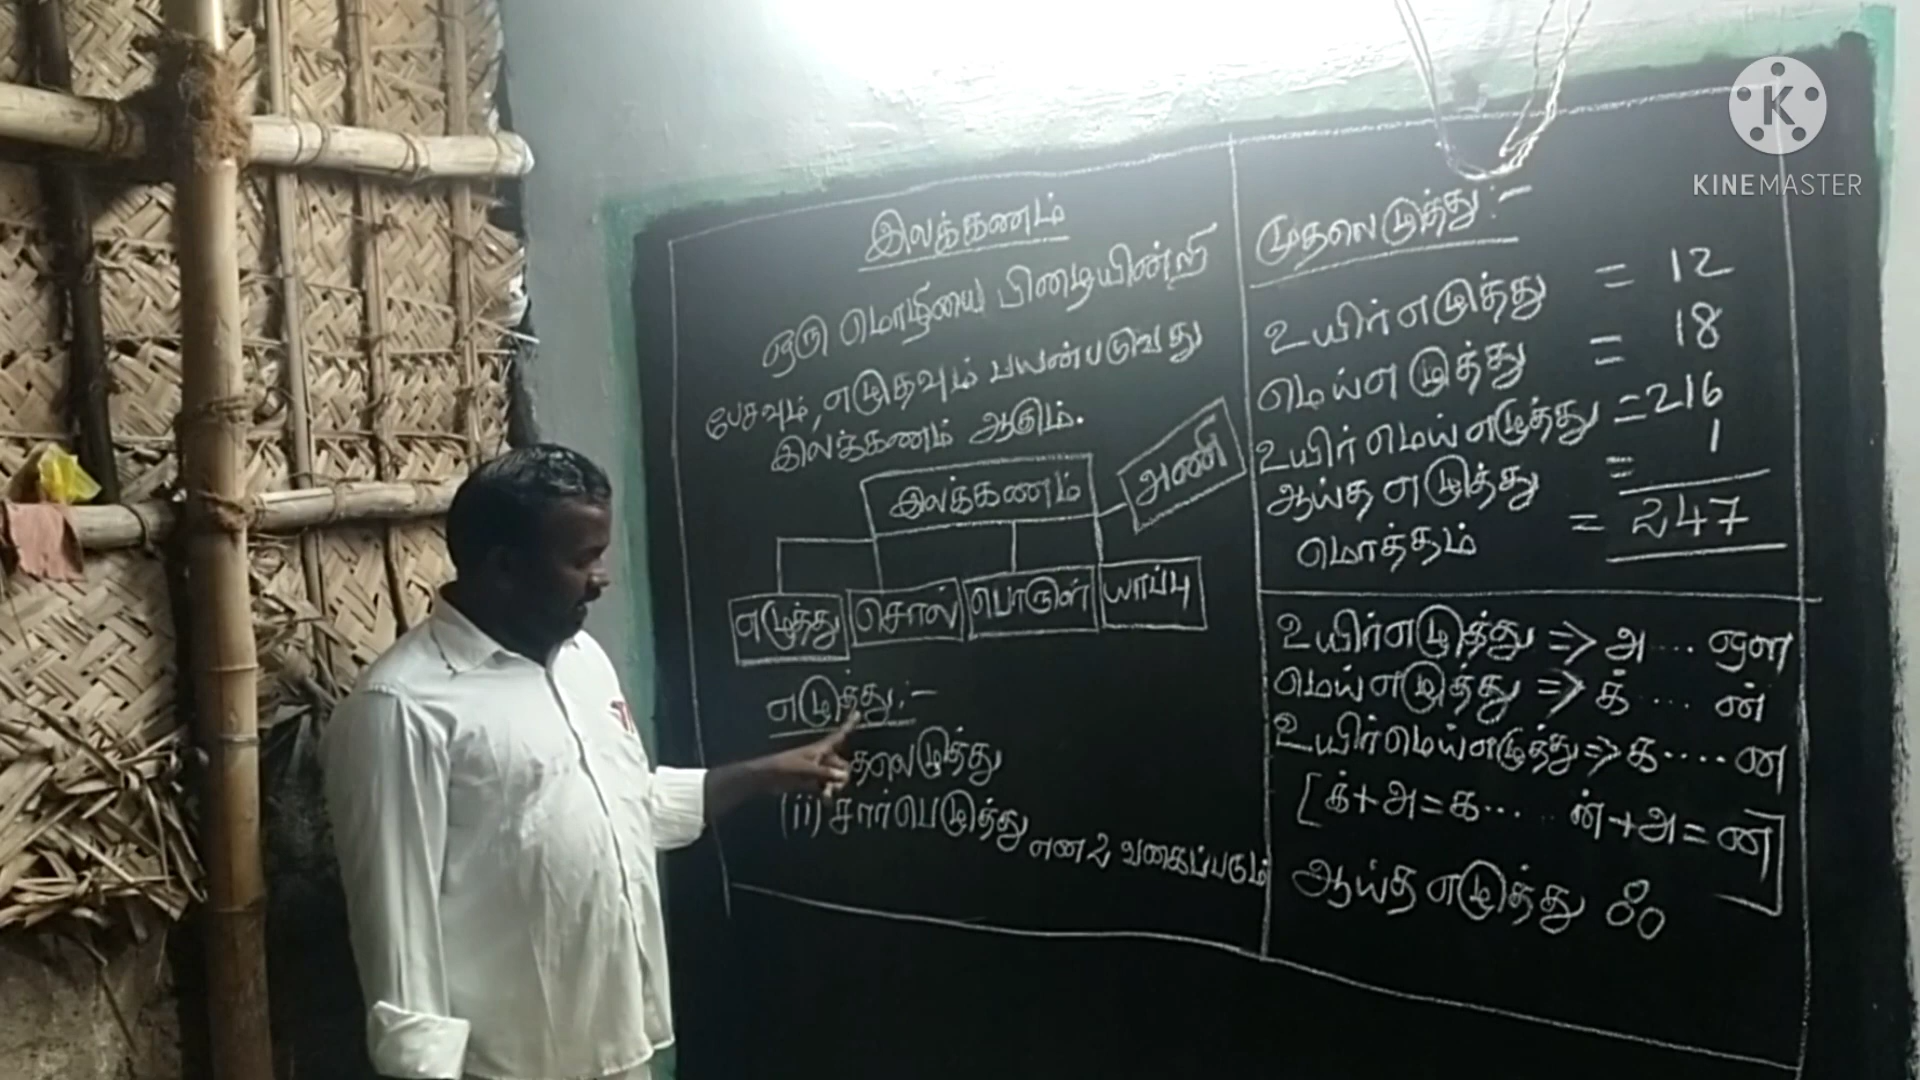 இலக்கணம்
ஒரு மொழியை பிழையின்றி
பேசவும், எழுதவும் பயன்படுவது
இலக்கணம் ஆகும்.
இலக்கணம்
அணி
எழுத்து
சொல்
பொருள்
யாப்பு
எழுத்து :-
தலெழுத்து
(ii) சார்பெழுத்து
என 2 வகைப்படும்
முதலெழுத்து :-
உயிர்எழுத்து = 12
மெய்எழுத்து = 18
உயிர் மெய் எழுத்து = 216
ஆய்த எழுத்து = 1
மொத்தம் = 247
உயிர்எழுத்து => அ ... ஔ
மெய்எழுத்து => க் ... ன்
உயிர்மெய்எழுத்து => க .... ன
[க்+அ=க... .. ன்+அ=ன]
ஆய்த எழுத்து ஃ
K
KINEMASTER